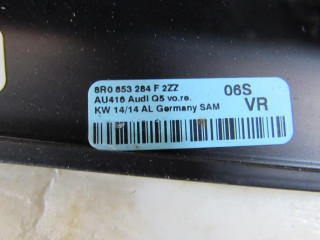 8R0 853 284 F 2ZZ 06S
AU416 Audi Q5 vo.re. VR
KW 14/14 AL Germany SAM